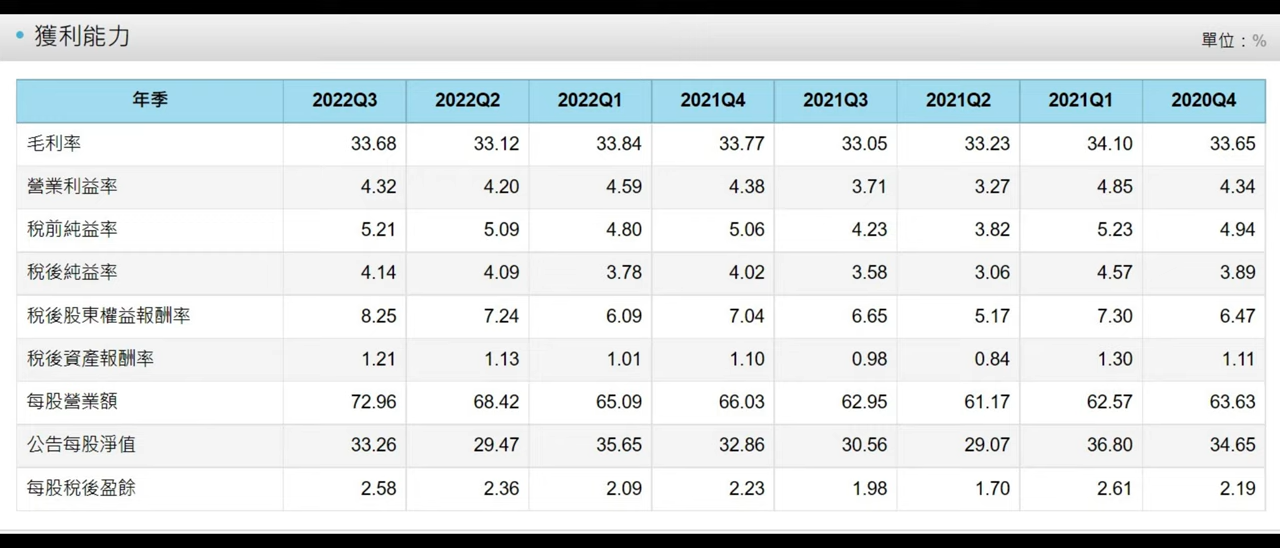 獲利能力
單位：%
年季 2022Q3 2022Q2 2022Q1 2021Q4 2021Q3 2021Q2 2021Q1 2020Q4
毛利率 33.68 33.12 33.84 33.77 33.05 33.23 34.10 33.65
營業利益率 4.32 4.20 4.59 4.38 3.71 3.27 4.85 4.34
稅前純益率 5.21 5.09 4.80 5.06 4.23 3.82 5.23 4.94
稅後純益率 4.14 4.09 3.78 4.02 3.58 3.06 4.57 3.89
稅後股東權益報酬率 8.25 7.24 6.09 7.04 6.65 5.17 7.30 6.47
稅後資產報酬率 1.21 1.13 1.01 1.10 0.98 0.84 1.30 1.11
每股營業額 72.96 68.42 65.09 66.03 62.95 61.17 62.57 63.63
公告每股淨值 33.26 29.47 35.65 32.86 30.56 29.07 36.80 34.65
每股稅後盈餘 2.58 2.36 2.09 2.23 1.98 1.70 2.61 2.19